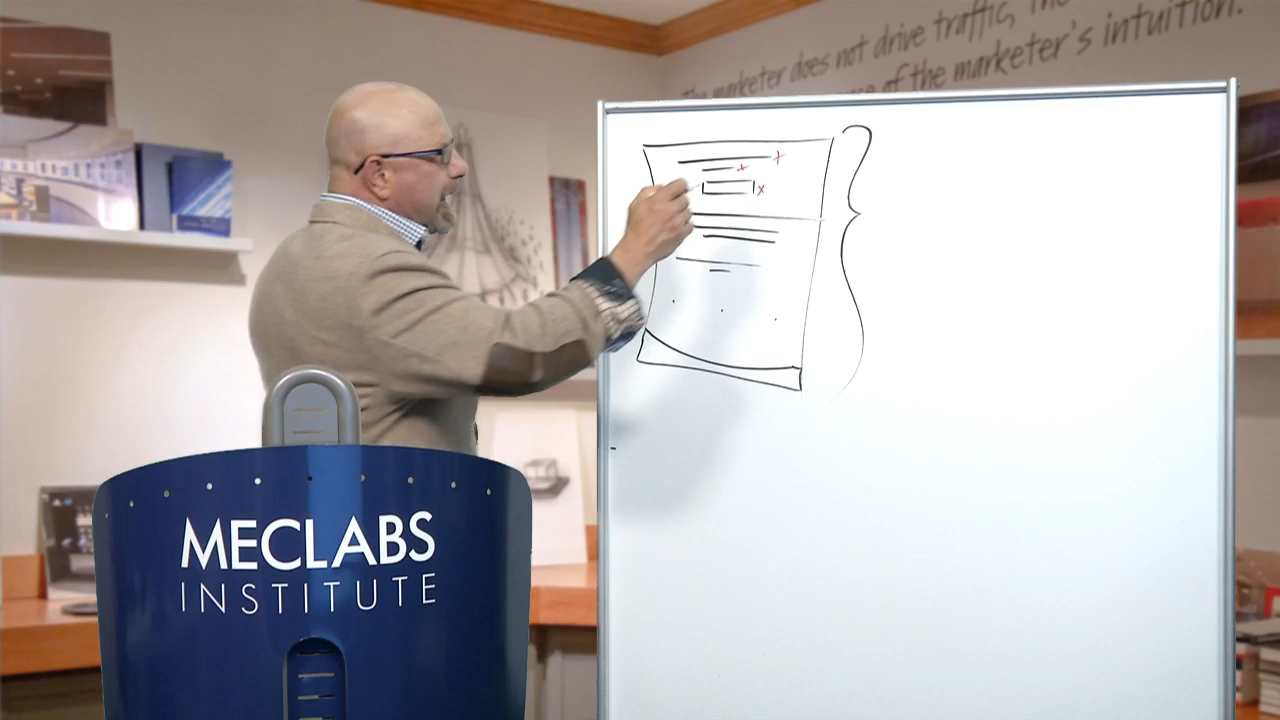 The marketer does not drive traffic, The
of the marketer's intuition.
x
x
x
MECLABS
INSTITUTE